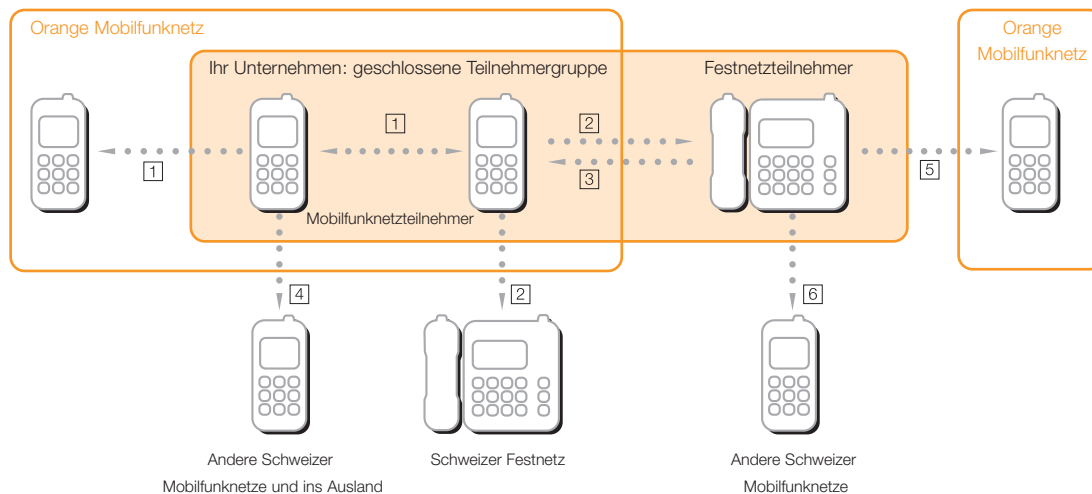 Orange Mobilfunknetz
Orange
Mobilfunknetz
Ihr Unternehmen: geschlossene Teilnehmergruppe
Festnetzteilnehmer
1
2
1
3
5
Mobilfunknetzteilnehmer
4
2
6
Andere Schweizer
Mobilfunknetze und ins Ausland
Schweizer Festnetz
Andere Schweizer
Mobilfunknetze